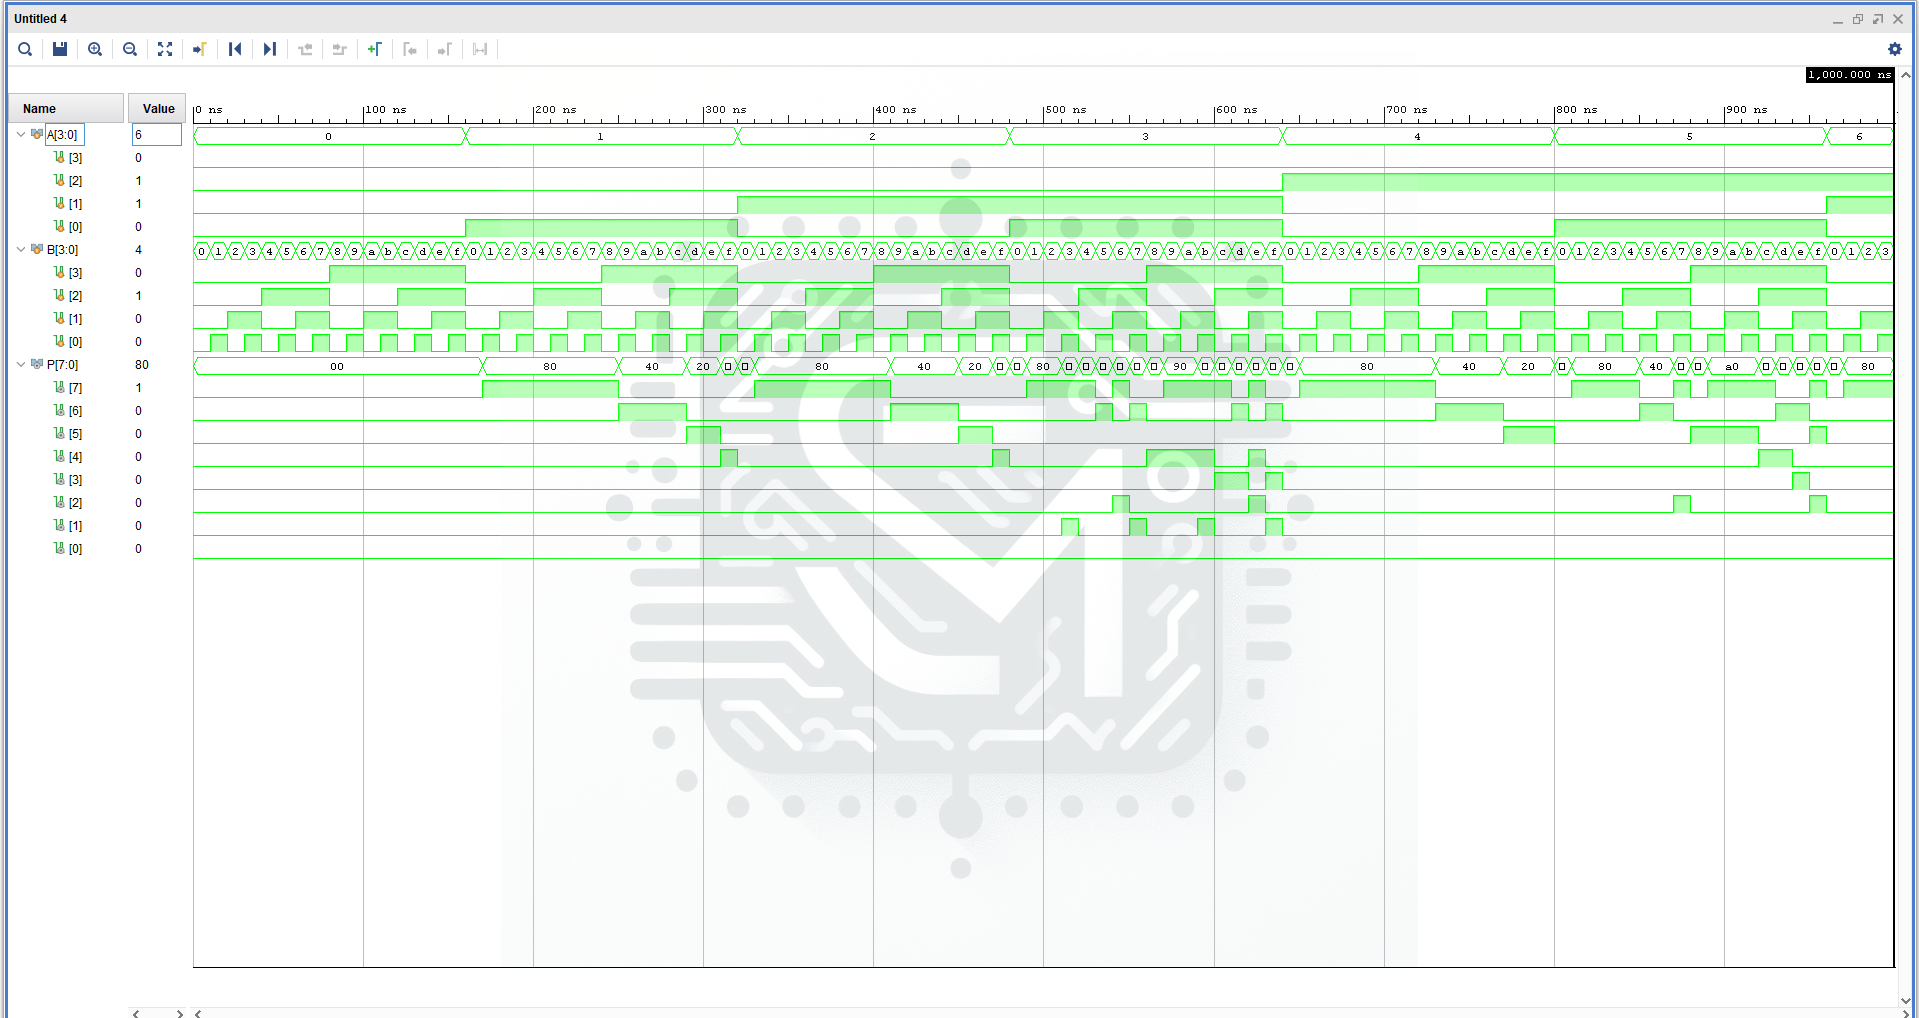 Untitled 4
1,000.000 ns
Name Value 0 ns 100 ns 200 ns 300 ns 400 ns 500 ns 600 ns 700 ns 800 ns 900 ns
A[3:0] 6 0 1 2 3 4 5 6
[3] 0
[2] 1
[1] 1
[0] 0
B[3:0] 4 0 1 2 3 4 5 6 7 8 9 a b c d e f 0 1 2 3 4 5 6 7 8 9 a b c d e f 0 1 2 3 4 5 6 7 8 9 a b c d e f 0 1 2 3 4 5 6 7 8 9 a b c d e f 0 1 2 3 4 5 6 7 8 9 a b c d e f 0 1 2 3 4 5 6 7 8 9 a b c d e f 0 1 2 3
[3] 0
[2] 1
[1] 0
[0] 0
P[7:0] 80 00 80 40 20 80 40 20 80 90 80 40 20 80 40 a0 80
[7] 1
[6] 0
[5] 0
[4] 0
[3] 0
[2] 0
[1] 0
[0] 0